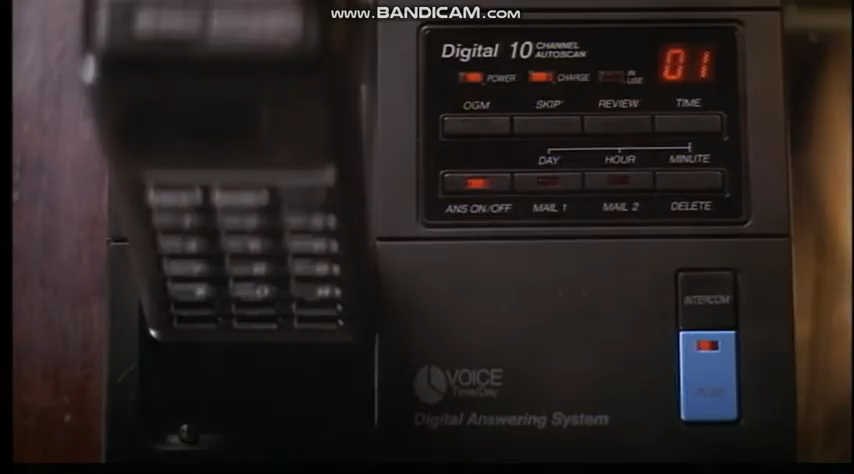 www.BANDICAM.com
Digital 10 CHANNEL
AUTOSCAN
01
POWER CHARGE IN
USE
OGM SKIP REVIEW TIME
DAY HOUR MINUTE
ANS ON/OFF MAIL 1 MAIL 2 DELETE
INTERCOM
VOICE
Time/Day
Digital Answering System